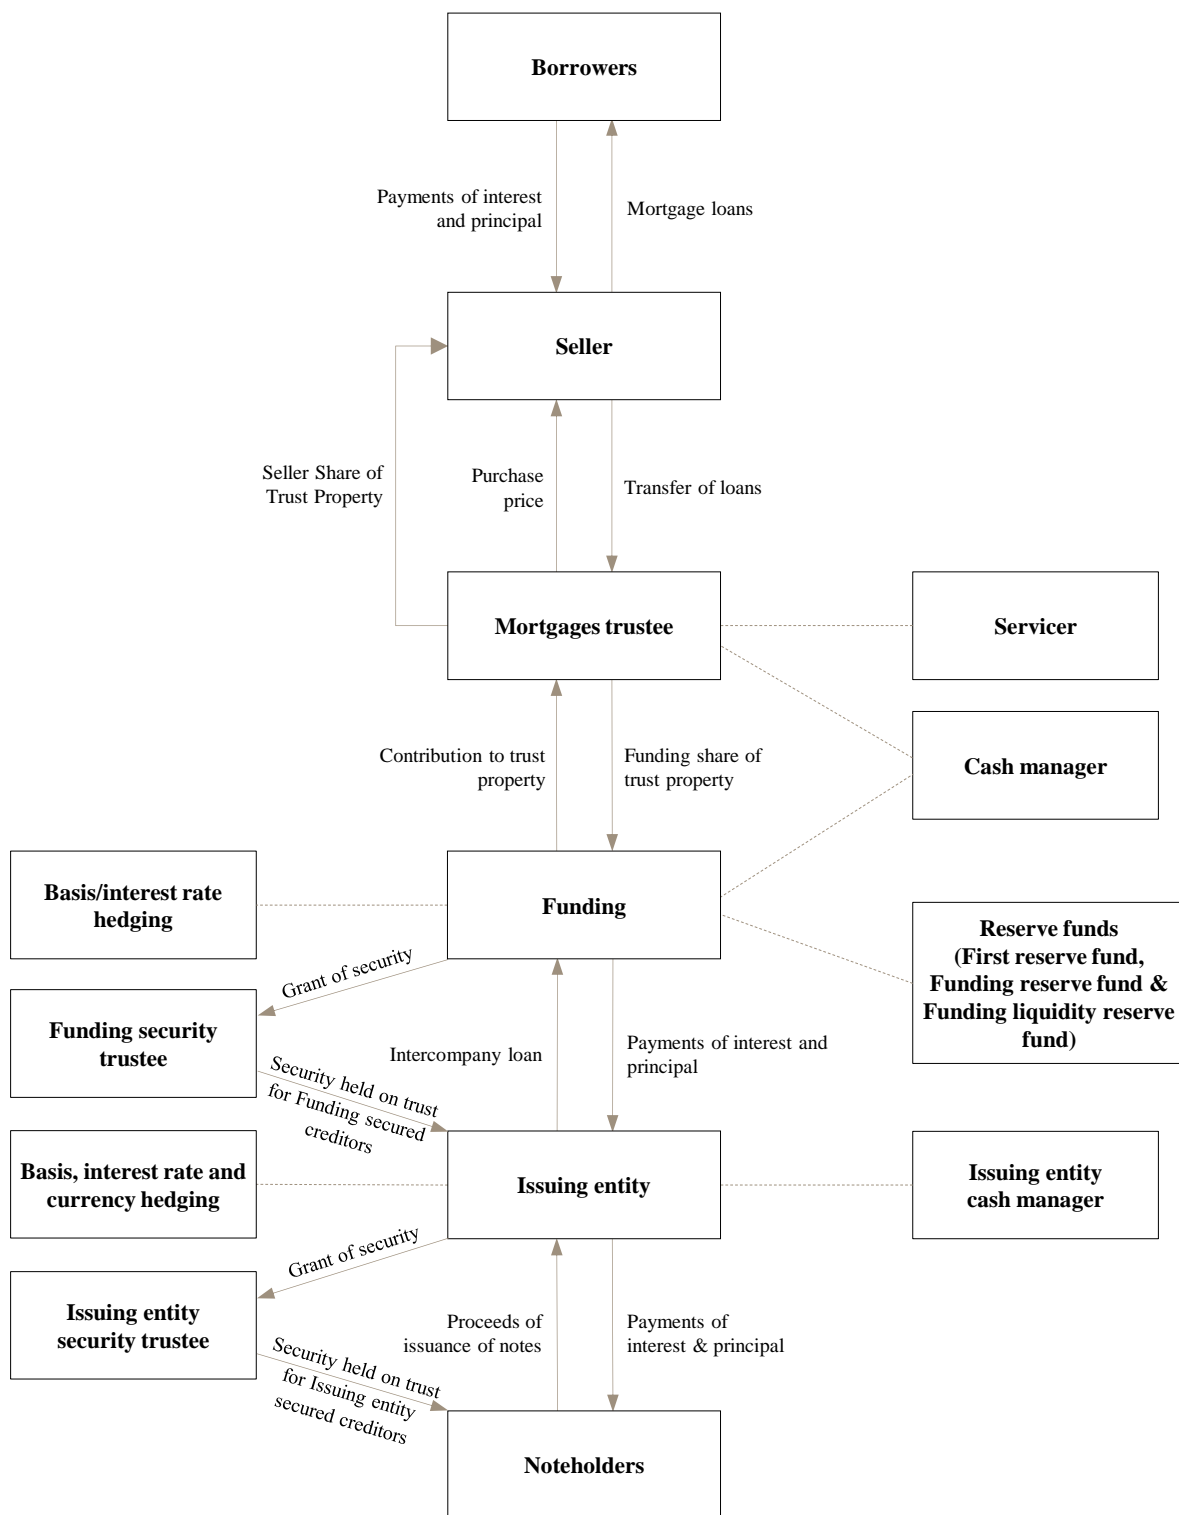 Borrowers
Payments of interest
and principal
Mortgage loans
Seller
Seller Share of
Trust Property
Purchase
price
Transfer of loans
Mortgages trustee
Servicer
Contribution to trust
property
Funding share of
trust property
Cash manager
Basis/interest rate
hedging
Funding
Reserve funds
(First reserve fund,
Funding reserve fund &
Funding liquidity reserve
fund)
Grant of security
Funding security
trustee
Intercompany loan
Payments of interest and
principal
Security held on trust
for Funding secured
creditors
Basis, interest rate and
currency hedging
Issuing entity
Issuing entity
cash manager
Grant of security
Issuing entity
security trustee
Proceeds of
issuance of notes
Payments of
interest & principal
Security held on trust
for Issuing entity
secured creditors
Noteholders